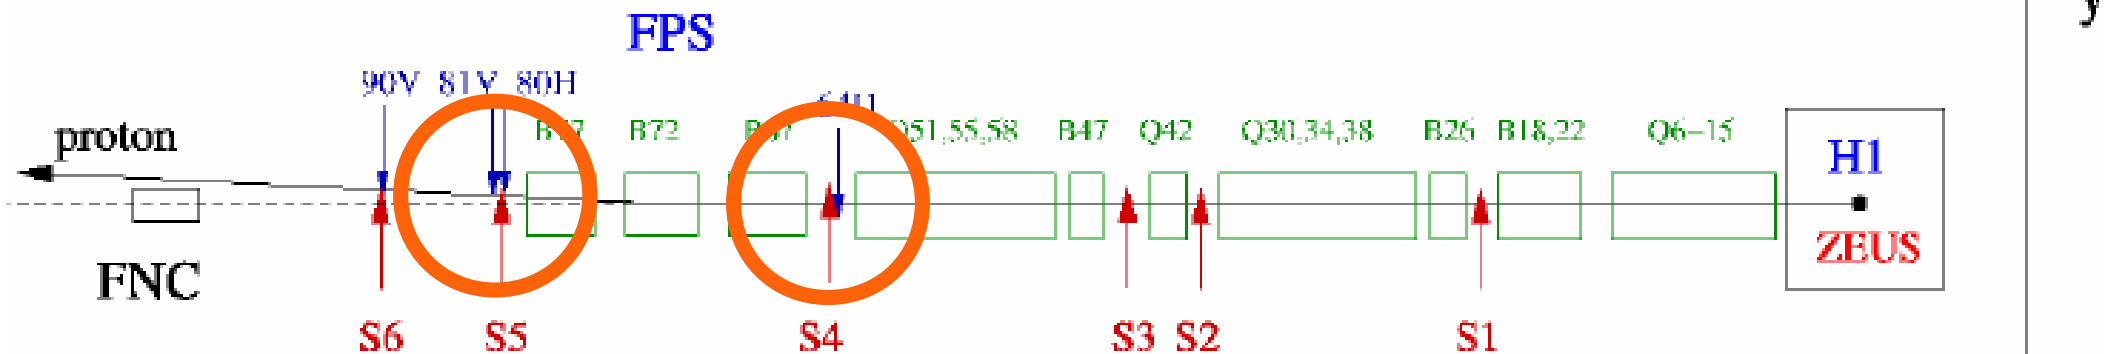 FPS
y
90V 81V 80H
proton
B72
Q51,55,58
B47
Q42
Q30,34,38
B26
B18,22
Q6-15
H1
ZEUS
FNC
S6
S5
S4
S3
S2
S1